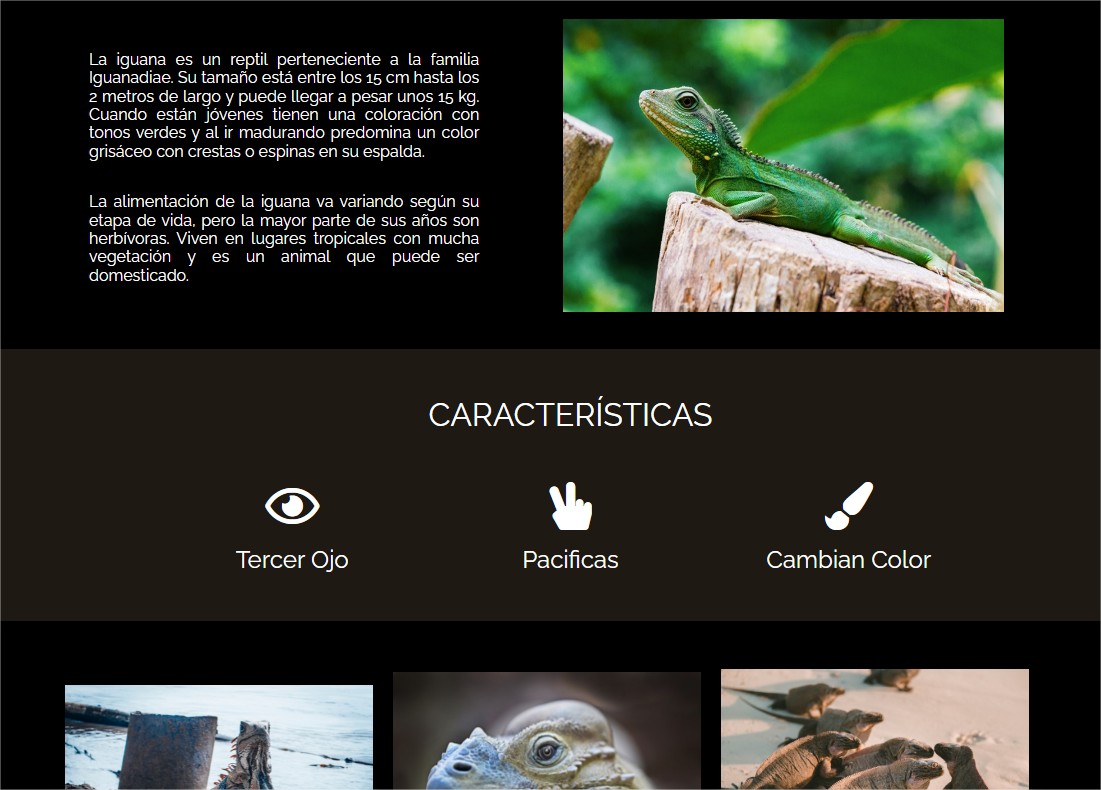 La iguana es un reptil perteneciente a la familia
Iguanadiae. Su tamaño está entre los 15 cm hasta los
2 metros de largo y puede llegar a pesar unos 15 kg.
Cuando están jóvenes tienen una coloración con
tonos verdes y al ir madurando predomina un color
grisáceo con crestas o espinas en su espalda.
La alimentación de la iguana va variando según su
etapa de vida, pero la mayor parte de sus años son
herbívoras. Viven en lugares tropicales con mucha
vegetación y es un animal que puede ser
domesticado.
CARACTERÍSTICAS
Tercer Ojo
Pacificas
Cambian Color